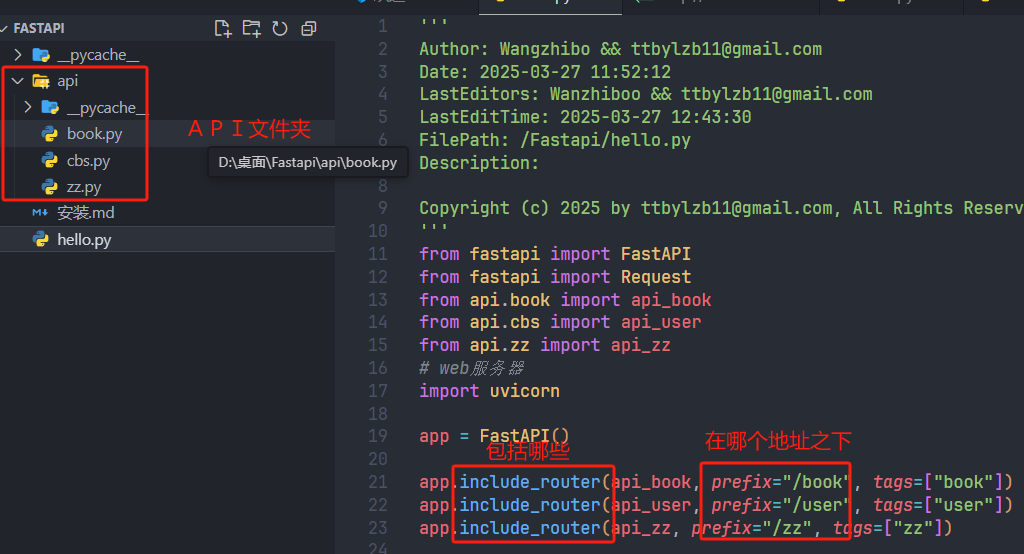 FASTAPI
__pycache__
api
__pycache__
book.py
cbs.py
zz.py
安装.md
hello.py
ＡＰＩ文件夹
D:\桌面\Fastapi\api\book.py
1 '''
2 Author: Wangzhibo && ttbylzb11@gmail.com
3 Date: 2025-03-27 11:52:12
4 LastEditors: Wanzhiboo && ttbylzb11@gmail.com
5 LastEditTime: 2025-03-27 12:43:30
6 FilePath: /Fastapi/hello.py
7 Description:
8
9 Copyright (c) 2025 by ttbylzb11@gmail.com, All Rights Reserv
10 '''
11 from fastapi import FastAPI
12 from fastapi import Request
13 from api.book import api_book
14 from api.cbs import api_user
15 from api.zz import api_zz
16 # web服务器
17 import uvicorn
18
19 app = FastAPI()
包括哪些
在哪个地址之下
20
21 app.include_router(api_book, prefix="/book", tags=["book"])
22 app.include_router(api_user, prefix="/user", tags=["user"])
23 app.include_router(api_zz, prefix="/zz", tags=["zz"])
24